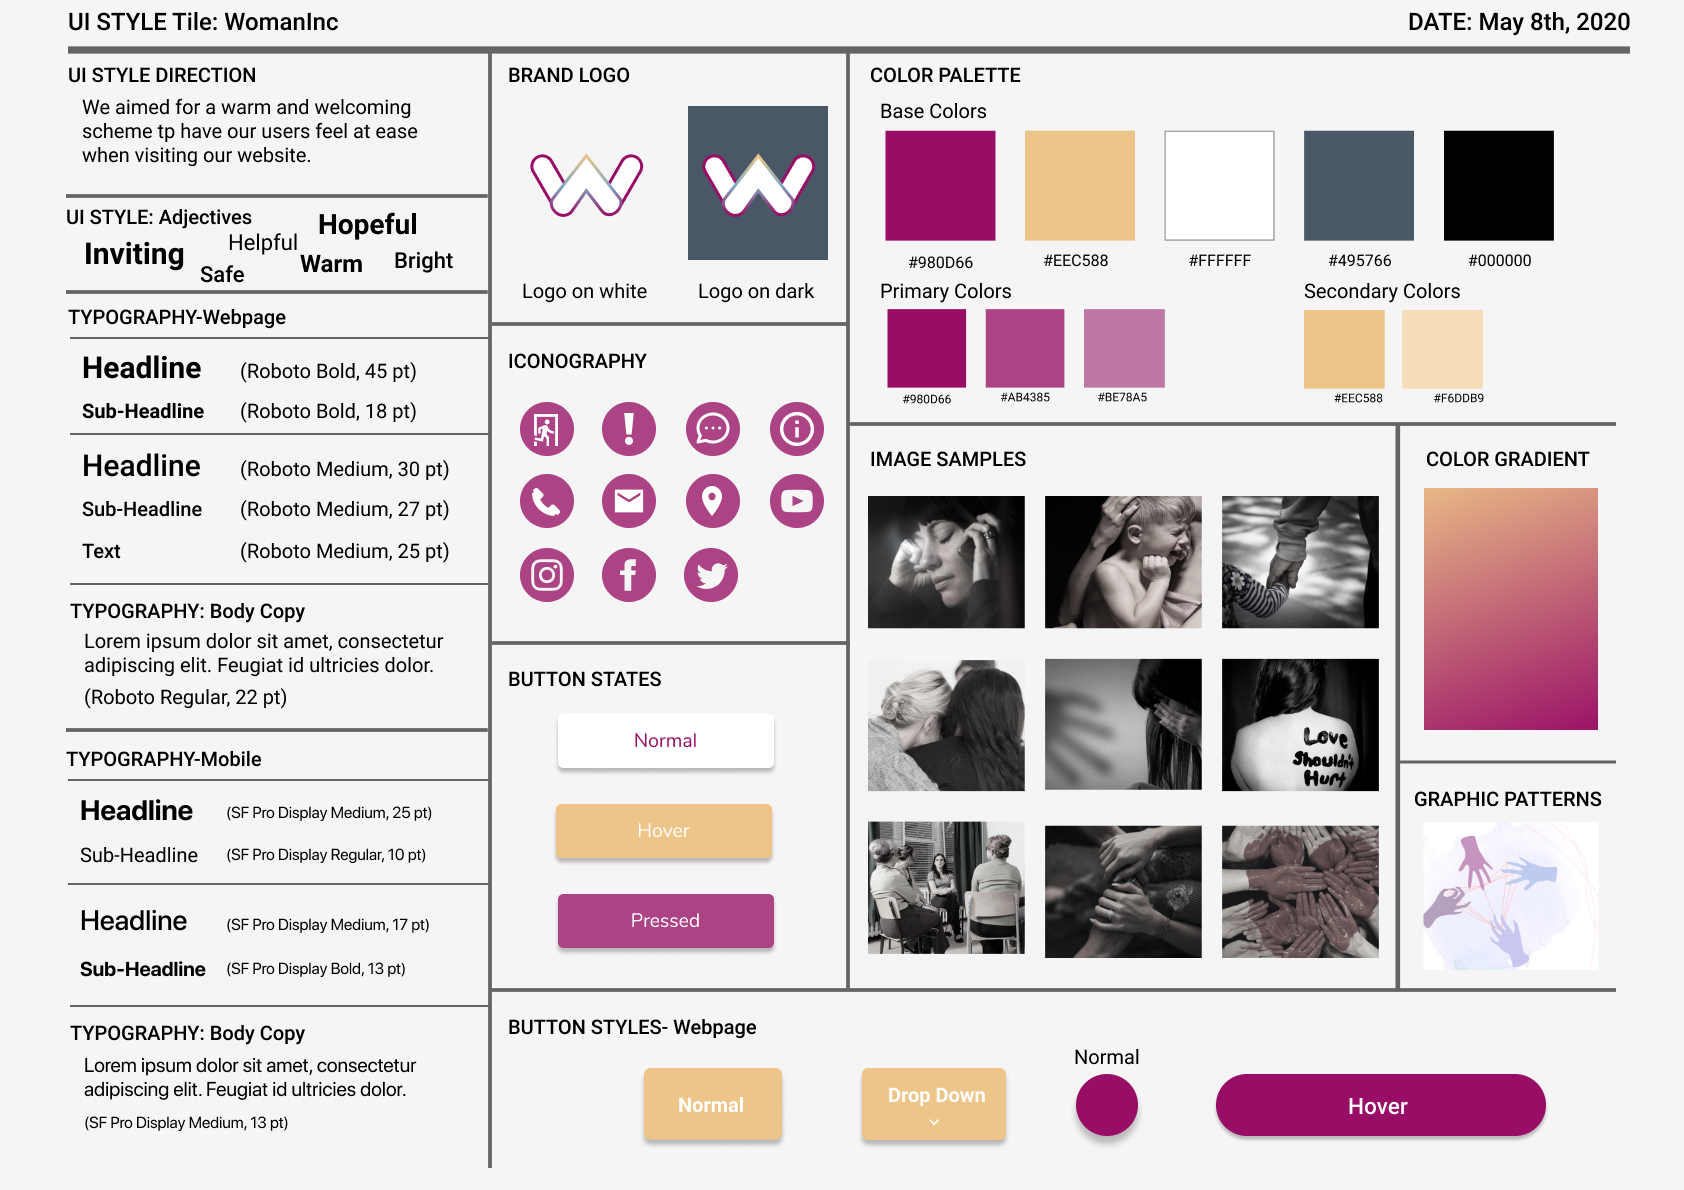 UI STYLE Tile: WomanInc
DATE: May 8th, 2020
UI STYLE DIRECTION
We aimed for a warm and welcoming
scheme tp have our users feel at ease
when visiting our website.
UI STYLE: Adjectives
Hopeful
Helpful
Inviting
Warm
Bright
Safe
TYPOGRAPHY-Webpage
Headline (Roboto Bold, 45 pt)
Sub-Headline (Roboto Bold, 18 pt)
Headline (Roboto Medium, 30 pt)
Sub-Headline (Roboto Medium, 27 pt)
Text (Roboto Medium, 25 pt)
TYPOGRAPHY: Body Copy
Lorem ipsum dolor sit amet, consectetur
adipiscing elit. Feugiat id ultricies dolor.
(Roboto Regular, 22 pt)
TYPOGRAPHY-Mobile
Headline (SF Pro Display Medium, 25 pt)
Sub-Headline (SF Pro Display Regular, 10 pt)
Headline (SF Pro Display Medium, 17 pt)
Sub-Headline (SF Pro Display Bold, 13 pt)
TYPOGRAPHY: Body Copy
Lorem ipsum dolor sit amet, consectetur
adipiscing elit. Feugiat id ultricies dolor.
(SF Pro Display Medium, 13 pt)
BRAND LOGO
Logo on white
Logo on dark
ICONOGRAPHY
BUTTON STATES
Normal
Hover
Pressed
COLOR PALETTE
Base Colors
#980D66
#EEC588
#FFFFFF
#495766
#000000
Primary Colors
#980D66
#AB4385
#BE78A5
Secondary Colors
#EEC588
#F6DDB9
IMAGE SAMPLES
Love
Shouldn't
Hurt
COLOR GRADIENT
GRAPHIC PATTERNS
BUTTON STYLES- Webpage
Normal
Drop Down
Normal
Hover